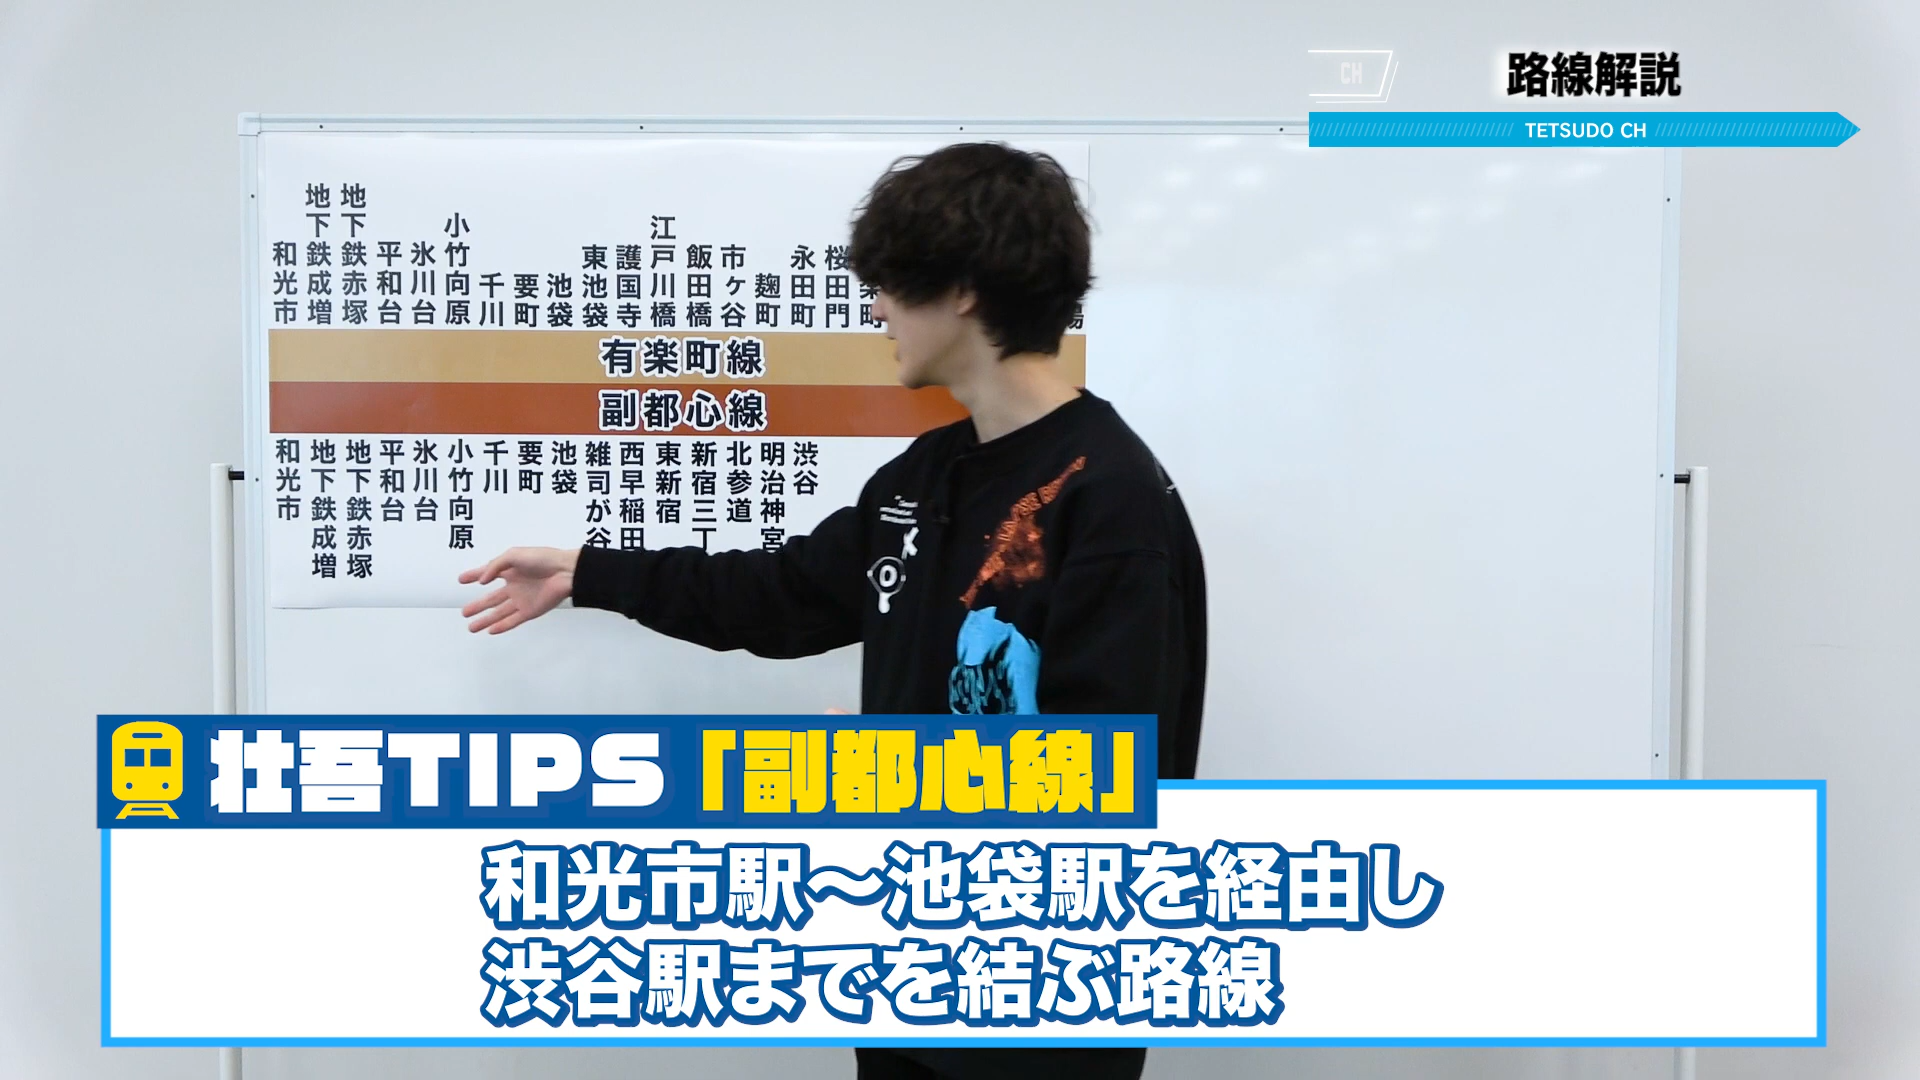 CH
路線解説
TETSUDO CH
和光市
地下鉄成増
地下鉄赤塚
平和台
氷川台
小竹向原
千川
要町
池袋
東池袋
護国寺
江戸川橋
飯田橋
市ヶ谷
麹町
永田町
桜田門
有楽町線
副都心線
和光市
地下鉄成増
地下鉄赤塚
平和台
氷川台
小竹向原
千川
要町
池袋
雑司が谷
西早稲田
東新宿
新宿三丁
北参道
明治神宮
渋谷
壮吾TIPS「副都心線」
和光市駅〜池袋駅を経由し
渋谷駅までを結ぶ路線